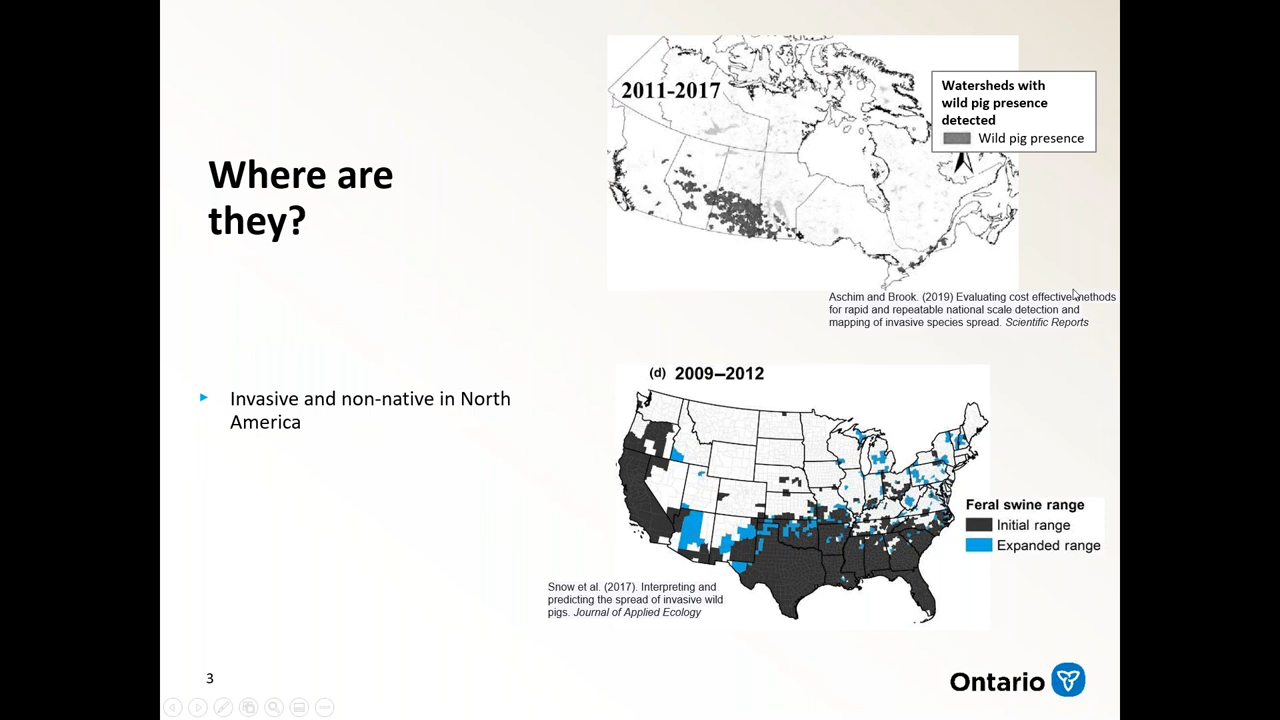 Where are
they?
Invasive and non-native in North
America
2011-2017
Watersheds with
wild pig presence
detected
Wild pig presence
Aschim and Brook. (2019) Evaluating cost effective methods
for rapid and repeatable national scale detection and
mapping of invasive species spread. Scientific Reports
(d) 2009–2012
Feral swine range
Initial range
Expanded range
Snow et al. (2017). Interpreting and
predicting the spread of invasive wild
pigs. Journal of Applied Ecology
3
Ontario